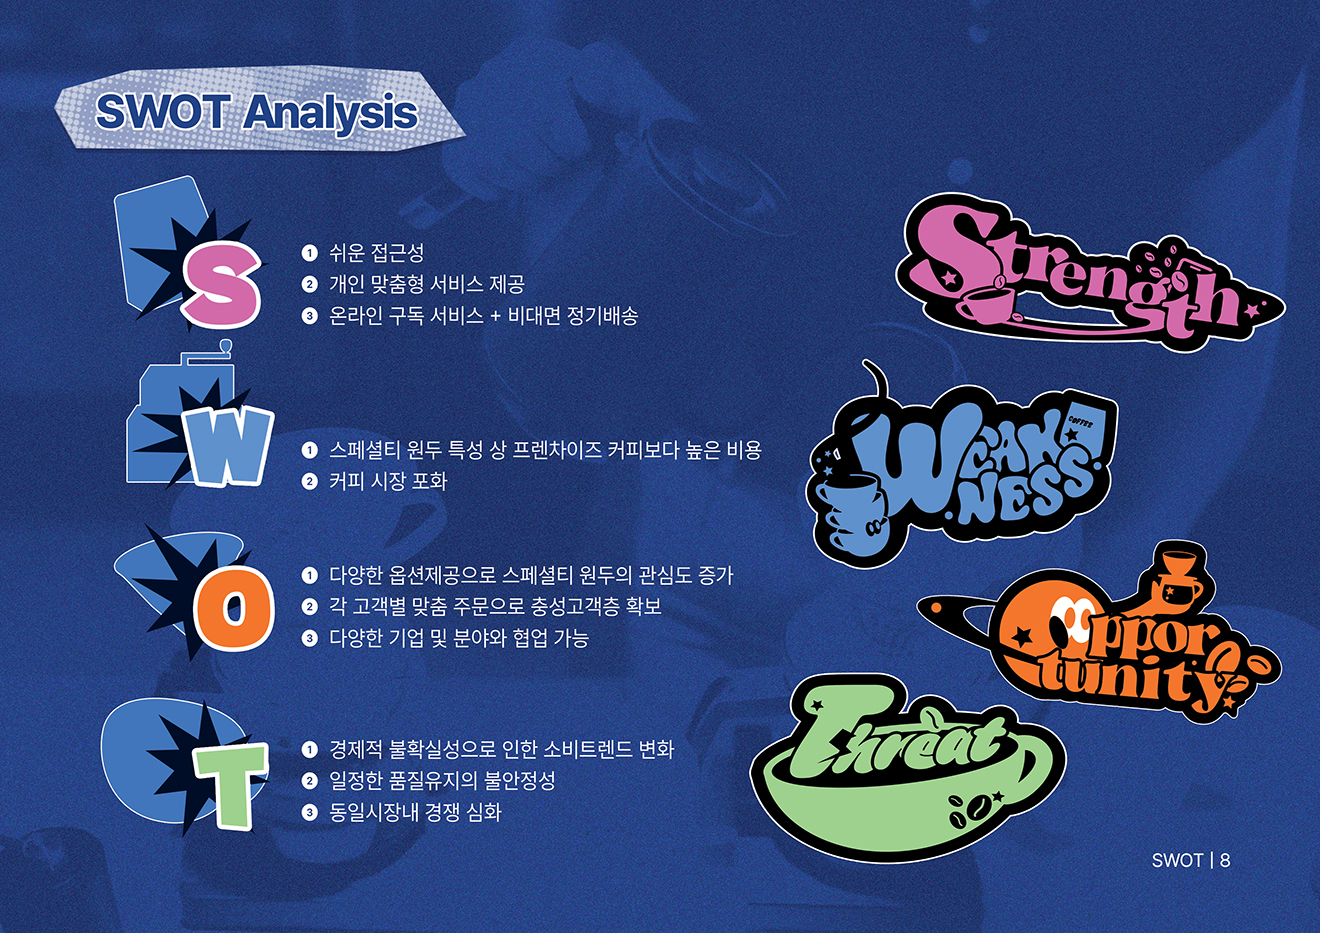 SWOT Analysis
S
❶ 쉬운 접근성
❷ 개인 맞춤형 서비스 제공
❸ 온라인 구독 서비스 + 비대면 정기배송
Strength
W
❶ 스페셜티 원두 특성 상 프렌차이즈 커피보다 높은 비용
❷ 커피 시장 포화
WEAKNESS
COFFEE
O
❶ 다양한 옵션제공으로 스페셜티 원두의 관심도 증가
❷ 각 고객별 맞춤 주문으로 충성고객층 확보
❸ 다양한 기업 및 분야와 협업 가능
Oppor
tunity
T
❶ 경제적 불확실성으로 인한 소비트렌드 변화
❷ 일정한 품질유지의 불안정성
❸ 동일시장내 경쟁 심화
Threat
SWOT | 8